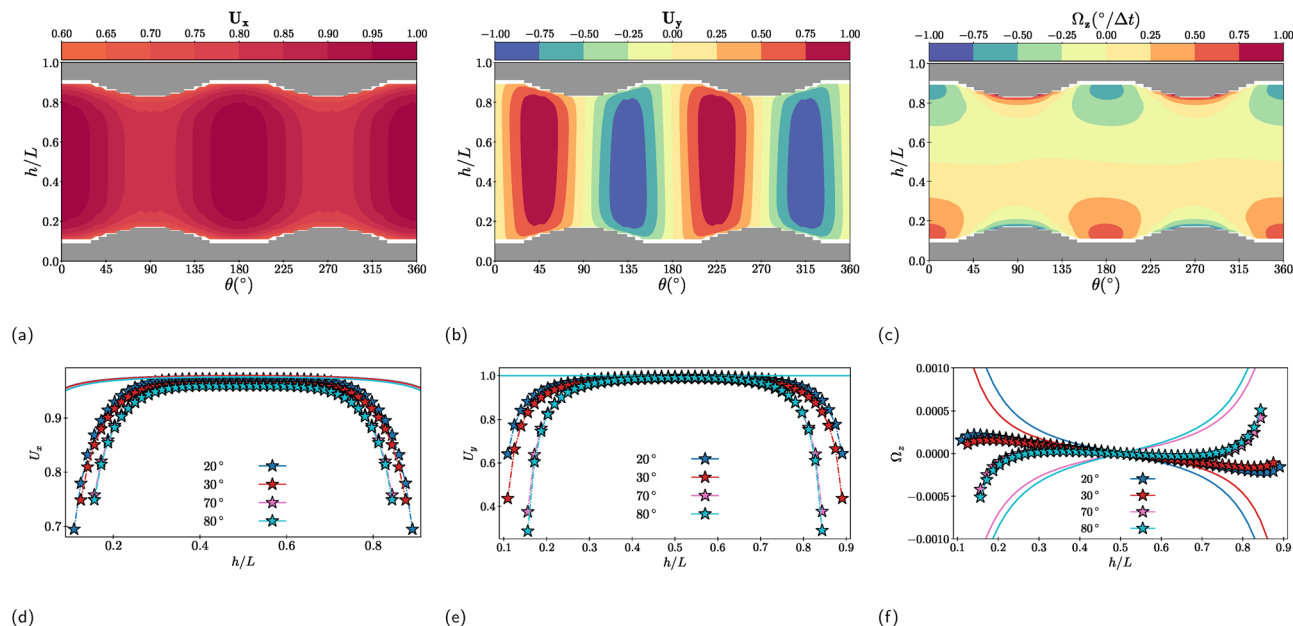 U_x
0.60 0.65 0.70 0.75 0.80 0.85 0.90 0.95 1.00
1.0
0.8
0.6
0.4
0.2
0.0
h/L
0 45 90 135 180 225 270 315 360
θ(°)
(a)
U_y
−1.00 −0.75 −0.50 −0.25 0.00 0.25 0.50 0.75 1.00
1.0
0.8
0.6
0.4
0.2
0.0
h/L
0 45 90 135 180 225 270 315 360
θ(°)
(b)
Ω_z(°/Δt)
−1.00 −0.75 −0.50 −0.25 0.00 0.25 0.50 0.75 1.00
1.0
0.8
0.6
0.4
0.2
0.0
h/L
0 45 90 135 180 225 270 315 360
θ(°)
(c)
0.9
0.8
0.7
U_x
20°
30°
70°
80°
0.2 0.4 0.6 0.8
h/L
(d)
1.0
0.8
0.6
0.4
U_y
20°
30°
70°
80°
0.1 0.2 0.3 0.4 0.5 0.6 0.7 0.8 0.9
h/L
(e)
0.0010
0.0005
0.0000
−0.0005
−0.0010
Ω_z
20°
30°
70°
80°
0.1 0.2 0.3 0.4 0.5 0.6 0.7 0.8 0.9
h/L
(f)